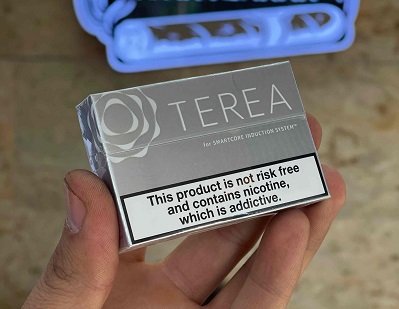 TEREA
for SMARTCORE INDUCTION SYSTEM™
This product is not risk free
and contains nicotine,
which is addictive.